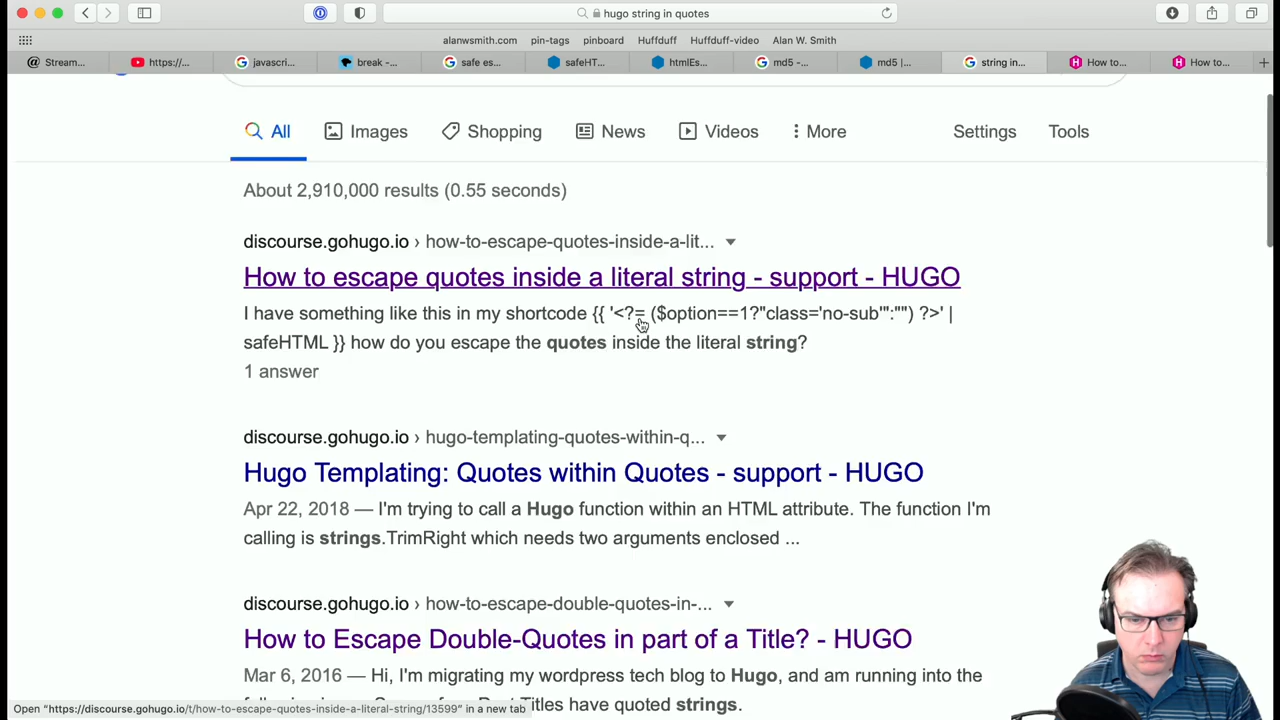 hugo string in quotes
alanwsmith.com pin-tags pinboard Huffduff Huffduff-video Alan W. Smith
Stream... https://... javascri... break -... safe es... safeHT... htmlEs... md5 -... md5 |... string in... How to... How to...
All Images Shopping News Videos More Settings Tools
About 2,910,000 results (0.55 seconds)
discourse.gohugo.io › how-to-escape-quotes-inside-a-lit...
How to escape quotes inside a literal string - support - HUGO
I have something like this in my shortcode {{ '<?= ($option==1?"class='no-sub'":"") ?>' |
safeHTML }} how do you escape the quotes inside the literal string?
1 answer
discourse.gohugo.io › hugo-templating-quotes-within-q...
Hugo Templating: Quotes within Quotes - support - HUGO
Apr 22, 2018 — I'm trying to call a Hugo function within an HTML attribute. The function I'm
calling is strings.TrimRight which needs two arguments enclosed ...
discourse.gohugo.io › how-to-escape-double-quotes-in-...
How to Escape Double-Quotes in part of a Title? - HUGO
Mar 6, 2016 — Hi, I'm migrating my wordpress tech blog to Hugo, and am running into the
Titles have quoted strings.
Open "https://discourse.gohugo.io/t/how-to-escape-quotes-inside-a-literal-string/13599" in a new tab